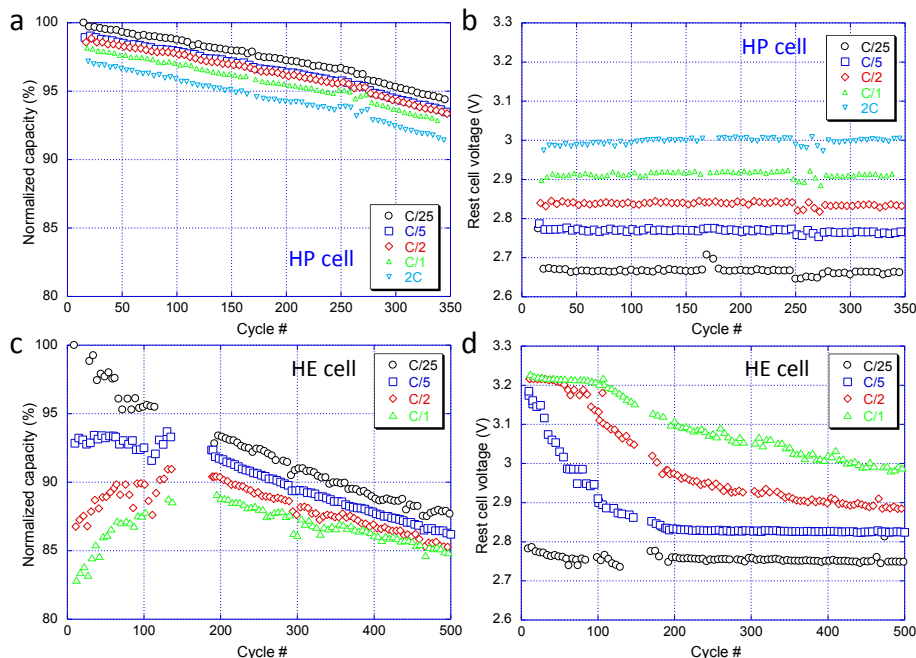 a
100
95
90
85
80
Normalized capacity (%)
HP cell
C/25
C/5
C/2
C/1
2C
0 50 100 150 200 250 300 350
Cycle #
b
3.3
3.2
3.1
3.0
2.9
2.8
2.7
2.6
Rest cell voltage (V)
HP cell
C/25
C/5
C/2
C/1
2C
0 50 100 150 200 250 300 350
Cycle #
c
100
95
90
85
80
Normalized capacity (%)
HE cell
C/25
C/5
C/2
C/1
0 100 200 300 400 500
Cycle #
d
3.3
3.2
3.1
3.0
2.9
2.8
2.7
2.6
Rest cell voltage (V)
HE cell
C/25
C/5
C/2
C/1
0 100 200 300 400 500
Cycle #